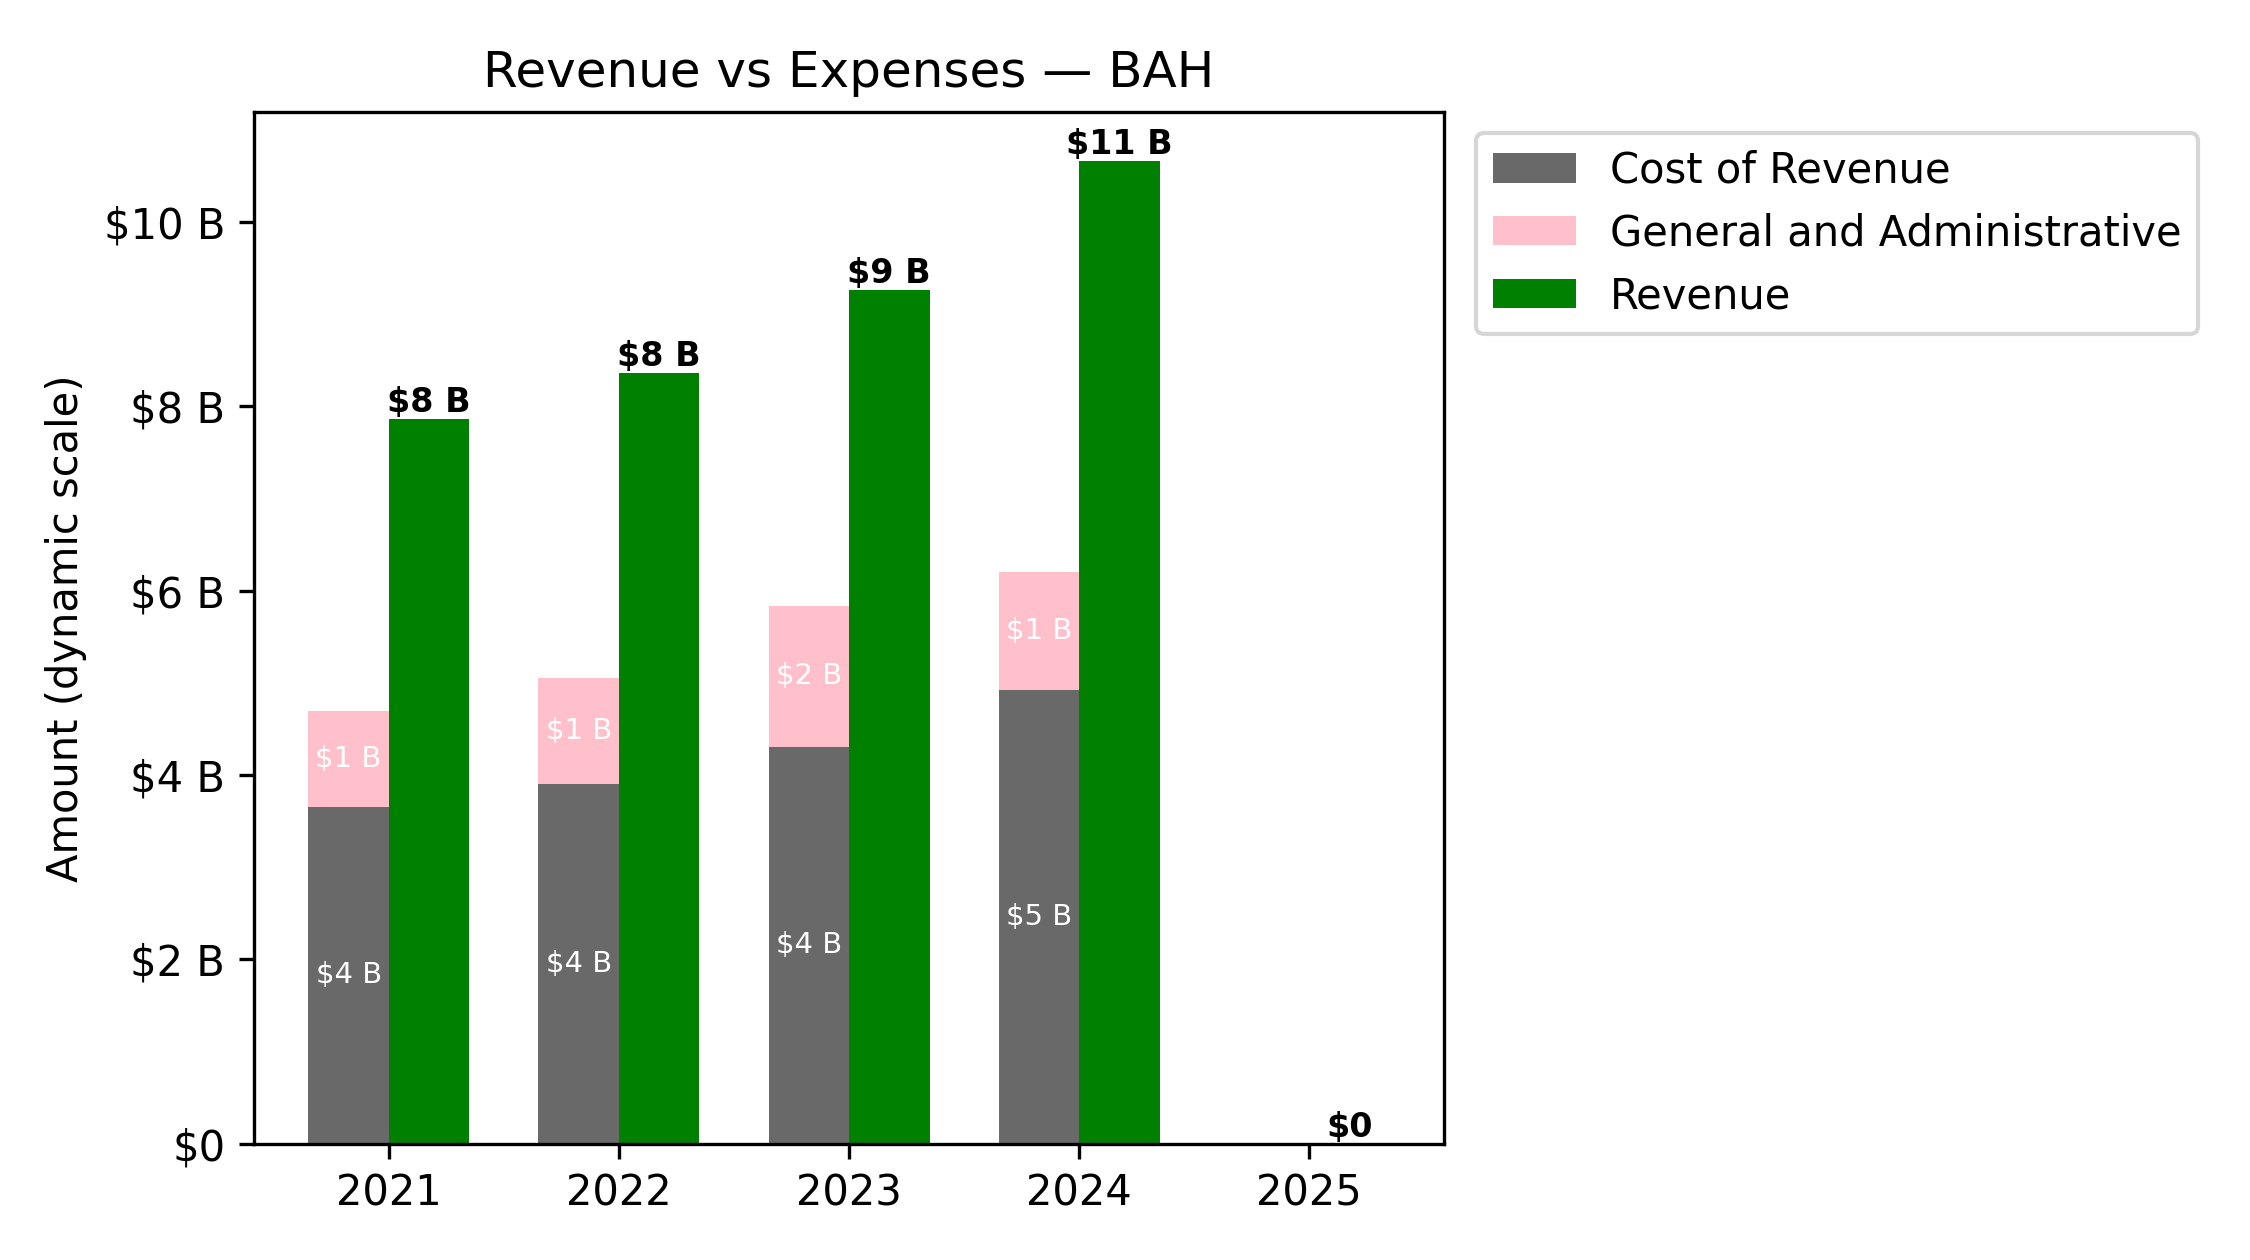 Revenue vs Expenses — BAH
Amount (dynamic scale)
$10 B
$8 B
$6 B
$4 B
$2 B
$0
$8 B
$1 B
$4 B
$8 B
$1 B
$4 B
$9 B
$2 B
$4 B
$11 B
$1 B
$5 B
$0
2021
2022
2023
2024
2025
Cost of Revenue
General and Administrative
Revenue